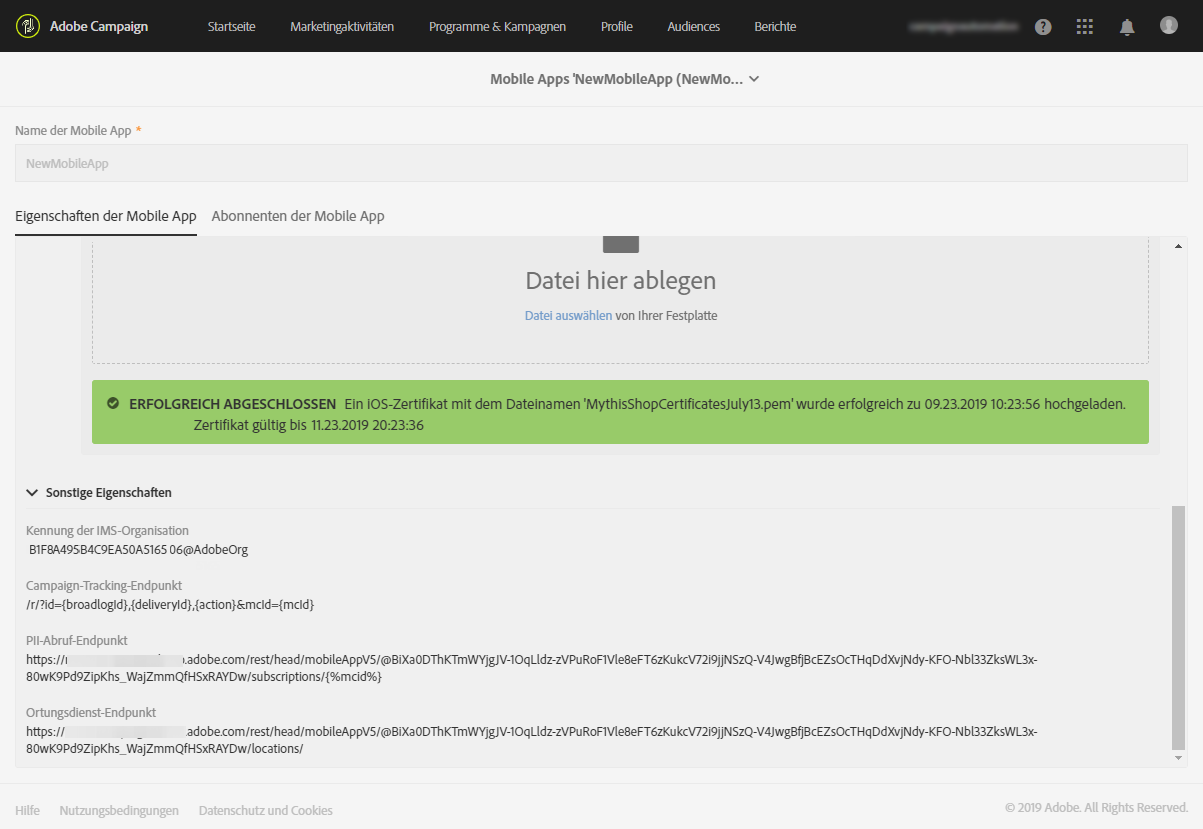 Adobe Campaign
Startseite
Marketingaktivitäten
Programme & Kampagnen
Profile
Audiences
Berichte
Mobile Apps 'NewMobileApp (NewMo...
Name der Mobile App *
NewMobileApp
Eigenschaften der Mobile App
Abonnenten der Mobile App
Datei hier ablegen
Datei auswählen von Ihrer Festplatte
ERFOLGREICH ABGESCHLOSSEN Ein iOS-Zertifikat mit dem Dateinamen 'MythisShopCertificatesJuly13.pem' wurde erfolgreich zu 09.23.2019 10:23:56 hochgeladen.
Zertifikat gültig bis 11.23.2019 20:23:36
Sonstige Eigenschaften
Kennung der IMS-Organisation
B1F8A495B4C9EA50A5165 06@AdobeOrg
Campaign-Tracking-Endpunkt
/r/?id={broadlogId},{deliveryId},{action}&mcId={mcId}
PII-Abruf-Endpunkt
https:// .adobe.com/rest/head/mobileAppV5/@BiXa0DThKTmWYjgJV-1OqLldz-zVPuRoF1Vle8eFT6zKukcV72i9jjNSzQ-V4JwgBfjBcEZsOcTHqDdXvjNdy-KFO-Nbl33ZksWL3x-
80wK9Pd9ZipKhs_WajZmmQfHSxRAYDw/subscriptions/{%mcid%}
Ortungsdienst-Endpunkt
https:// .adobe.com/rest/head/mobileAppV5/@BiXa0DThKTmWYjgJV-1OqLldz-zVPuRoF1Vle8eFT6zKukcV72i9jjNSzQ-V4JwgBfjBcEZsOcTHqDdXvjNdy-KFO-Nbl33ZksWL3x-
80wK9Pd9ZipKhs_WajZmmQfHSxRAYDw/locations/
Hilfe
Nutzungsbedingungen
Datenschutz und Cookies
© 2019 Adobe. All Rights Reserved.